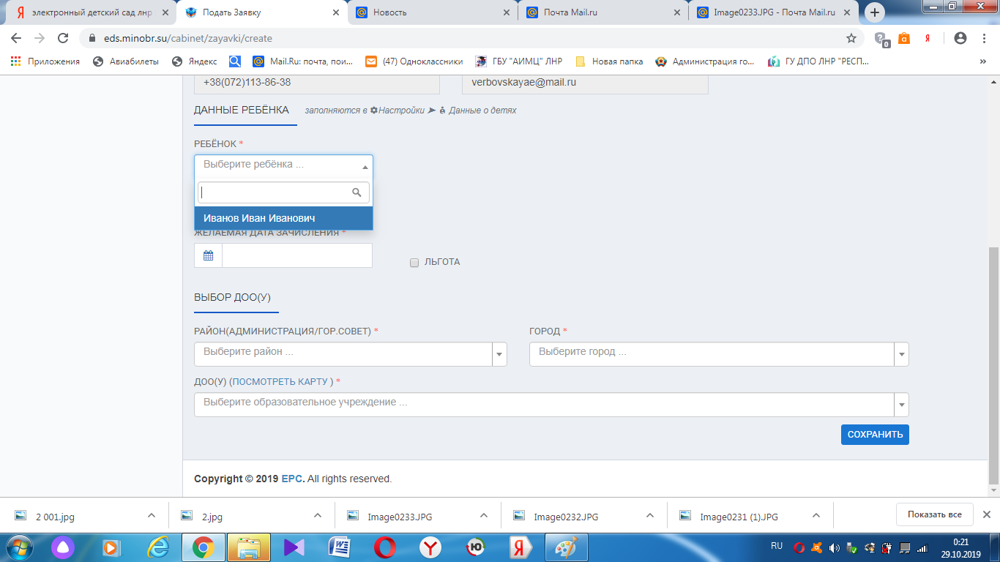 электронный детский сад лнр
Подать Заявку
Новость
Почта Mail.ru
Image0233.JPG - Почта Mail.ru
eds.minobr.su/cabinet/zayavki/create
0
Приложения
Авиабилеты
Яндекс
Mail.Ru: почта, пои...
(47) Одноклассники
ГБУ "АИМЦ" ЛНР
Новая папка
Администрация го...
ГУ ДПО ЛНР "РЕСП...
»
+38(072)113-86-38
verbovskayae@mail.ru
ДАННЫЕ РЕБЁНКА
заполняются в Настройки Данные о детях
РЕБЁНОК *
Выберите ребёнка ...
Иванов Иван Иванович
ЖЕЛАЕМАЯ ДАТА ЗАЧИСЛЕНИЯ *
ЛЬГОТА
ВЫБОР ДОО(У)
РАЙОН(АДМИНИСТРАЦИЯ/ГОР.СОВЕТ) *
ГОРОД *
Выберите район ...
Выберите город ...
ДОО(У) (ПОСМОТРЕТЬ КАРТУ ) *
Выберите образовательное учреждение ...
СОХРАНИТЬ
Copyright © 2019 EPC. All rights reserved.
2 001.jpg
2.jpg
Image0233.JPG
Image0232.JPG
Image0231 (1).JPG
Показать все
RU
0:21
29.10.2019